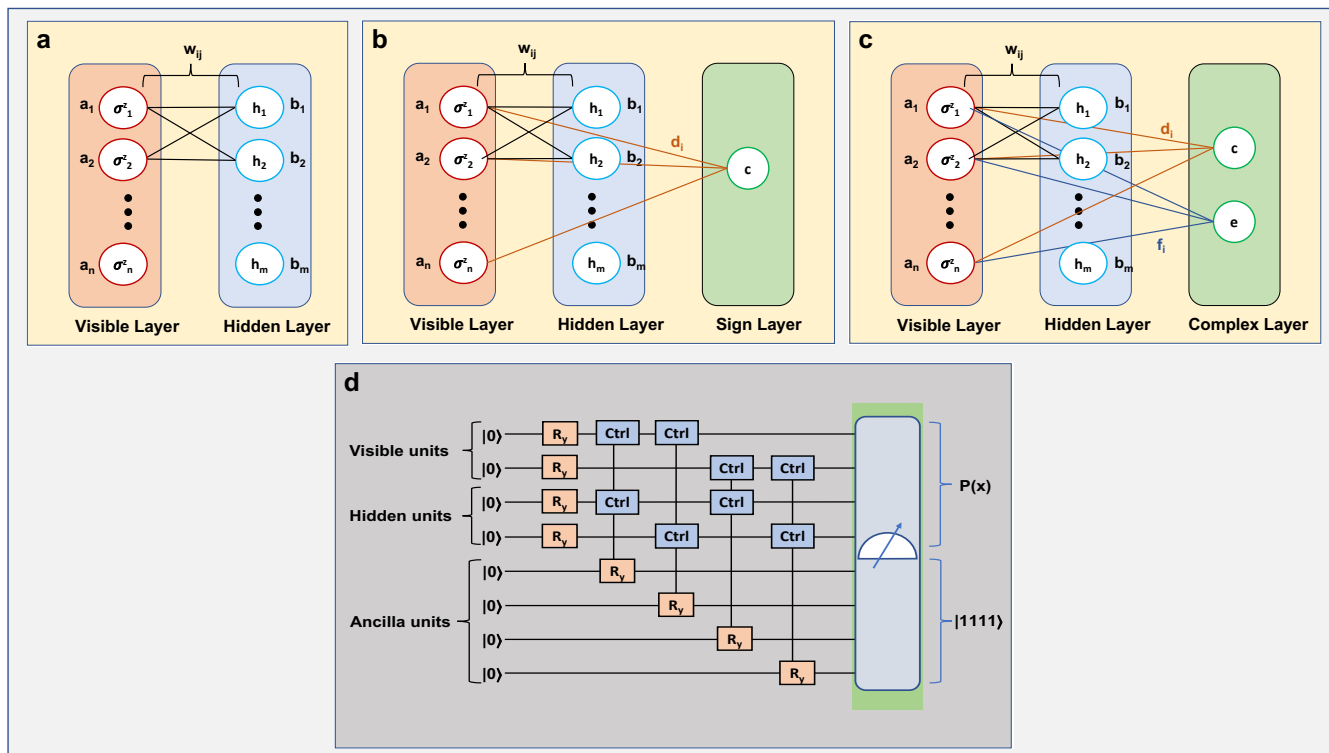 a
w_ij
a_1 σ^z_1 h_1 b_1
a_2 σ^z_2 h_2 b_2
a_n σ^z_n h_m b_m
Visible Layer Hidden Layer
b
w_ij
a_1 σ^z_1 h_1 b_1
d_i
a_2 σ^z_2 h_2 b_2 c
a_n σ^z_n h_m b_m
Visible Layer Hidden Layer Sign Layer
c
w_ij
a_1 σ^z_1 h_1 b_1 d_i
a_2 σ^z_2 h_2 b_2 c
e
f_i
a_n σ^z_n h_m b_m
Visible Layer Hidden Layer Complex Layer
d
Visible units
|0⟩ R_y Ctrl Ctrl
|0⟩ R_y Ctrl Ctrl
Hidden units
|0⟩ R_y Ctrl Ctrl
|0⟩ R_y Ctrl Ctrl
P(x)
Ancilla units
|0⟩ R_y
|0⟩ R_y
|0⟩ R_y
|0⟩ R_y
|1111⟩